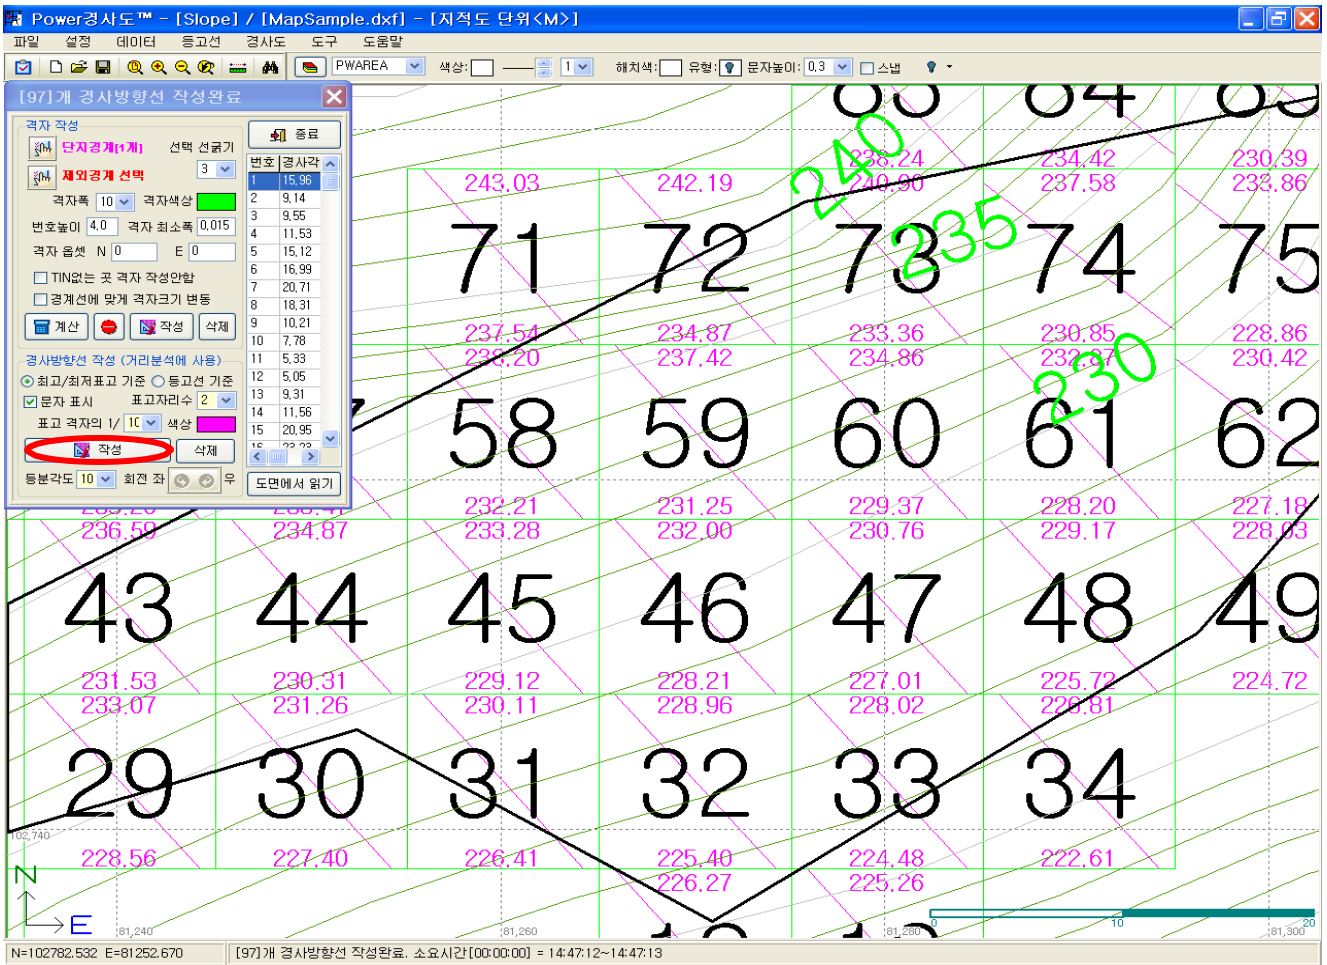 Power경사도™ - [Slope] / [MapSample.dxf] - [지적도 단위<M>]
파일 설정 데이터 등고선 경사도 도구 도움말
PWAREA 색상: 1 해치색: 유형: 문자높이: 0,3 스냅
[97]개 경사방향선 작성완료
격자 작성
종료
단지경계[1개] 선택 선굵기
제외경계 선택 3
격자폭 10 격자색상
번호높이 4,0 격자 최소폭 0,015
격자 옵셋 N 0 E 0
TIN없는 곳 격자 작성안함
경계선에 맞게 격자크기 변동
계산 작성 삭제
경사방향선 작성 (거리분석에 사용)
최고/최저표고 기준 등고선 기준
문자 표시 표고자리수 2
표고 격자의 1/ 10 색상
작성 삭제
등분각도 10 회전 좌 우
번호 경사각
1 15,96
2 9,14
3 9,55
4 11,53
5 15,12
6 16,99
7 20,71
8 18,31
9 10,21
10 7,78
11 5,33
12 5,05
13 9,31
14 11,56
15 20,95
도면에서 읽기
240
238.24 234.42 230.39
243.03 242.19 240.90 237.58 233.86
235
71 72 73 74 75
237.54 234.87 233.36 230.85 228.86
238.20 237.42 234.86 232.87 230.42
230
58 59 60 61 62
232.21 231.25 229.37 228.20 227.18
236.59 234.87 233.28 232.00 230.76 229.17 228.03
43 44 45 46 47 48 49
231.53 230.31 229.12 228.21 227.01 225.72 224.72
233.07 231.26 230.11 228.96 228.02 226.81
29 30 31 32 33 34
102,740
228.56 227.40 226.41 225.40 224.48 222.61
226.27 225.26
N
E
0 10 20
81,240 81,260 81,280 81,300
N=102782.532 E=81252.670 [97]개 경사방향선 작성완료. 소요시간[00:00:00] = 14:47:12~14:47:13